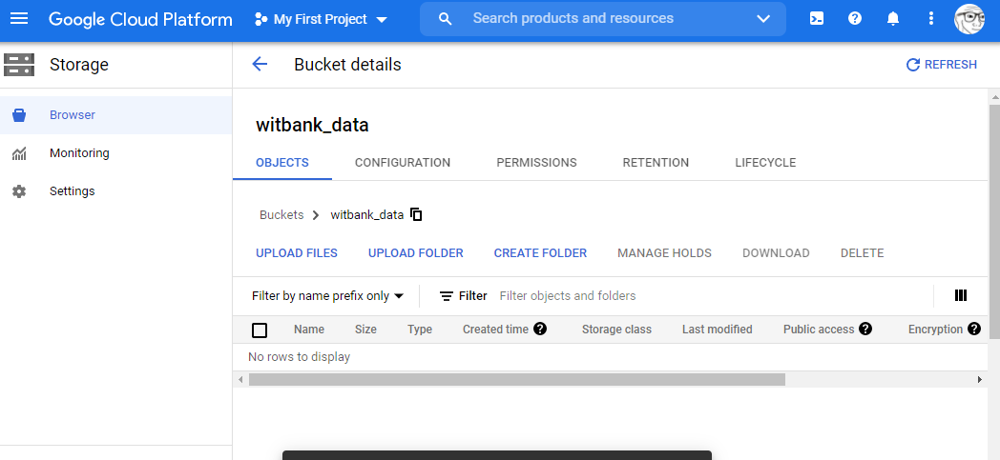 Google Cloud Platform My First Project Search products and resources
Storage Bucket details REFRESH
Browser
Monitoring
Settings
witbank_data
OBJECTS CONFIGURATION PERMISSIONS RETENTION LIFECYCLE
Buckets witbank_data
UPLOAD FILES UPLOAD FOLDER CREATE FOLDER MANAGE HOLDS DOWNLOAD DELETE
Filter by name prefix only Filter Filter objects and folders
Name Size Type Created time Storage class Last modified Public access Encryption
No rows to display